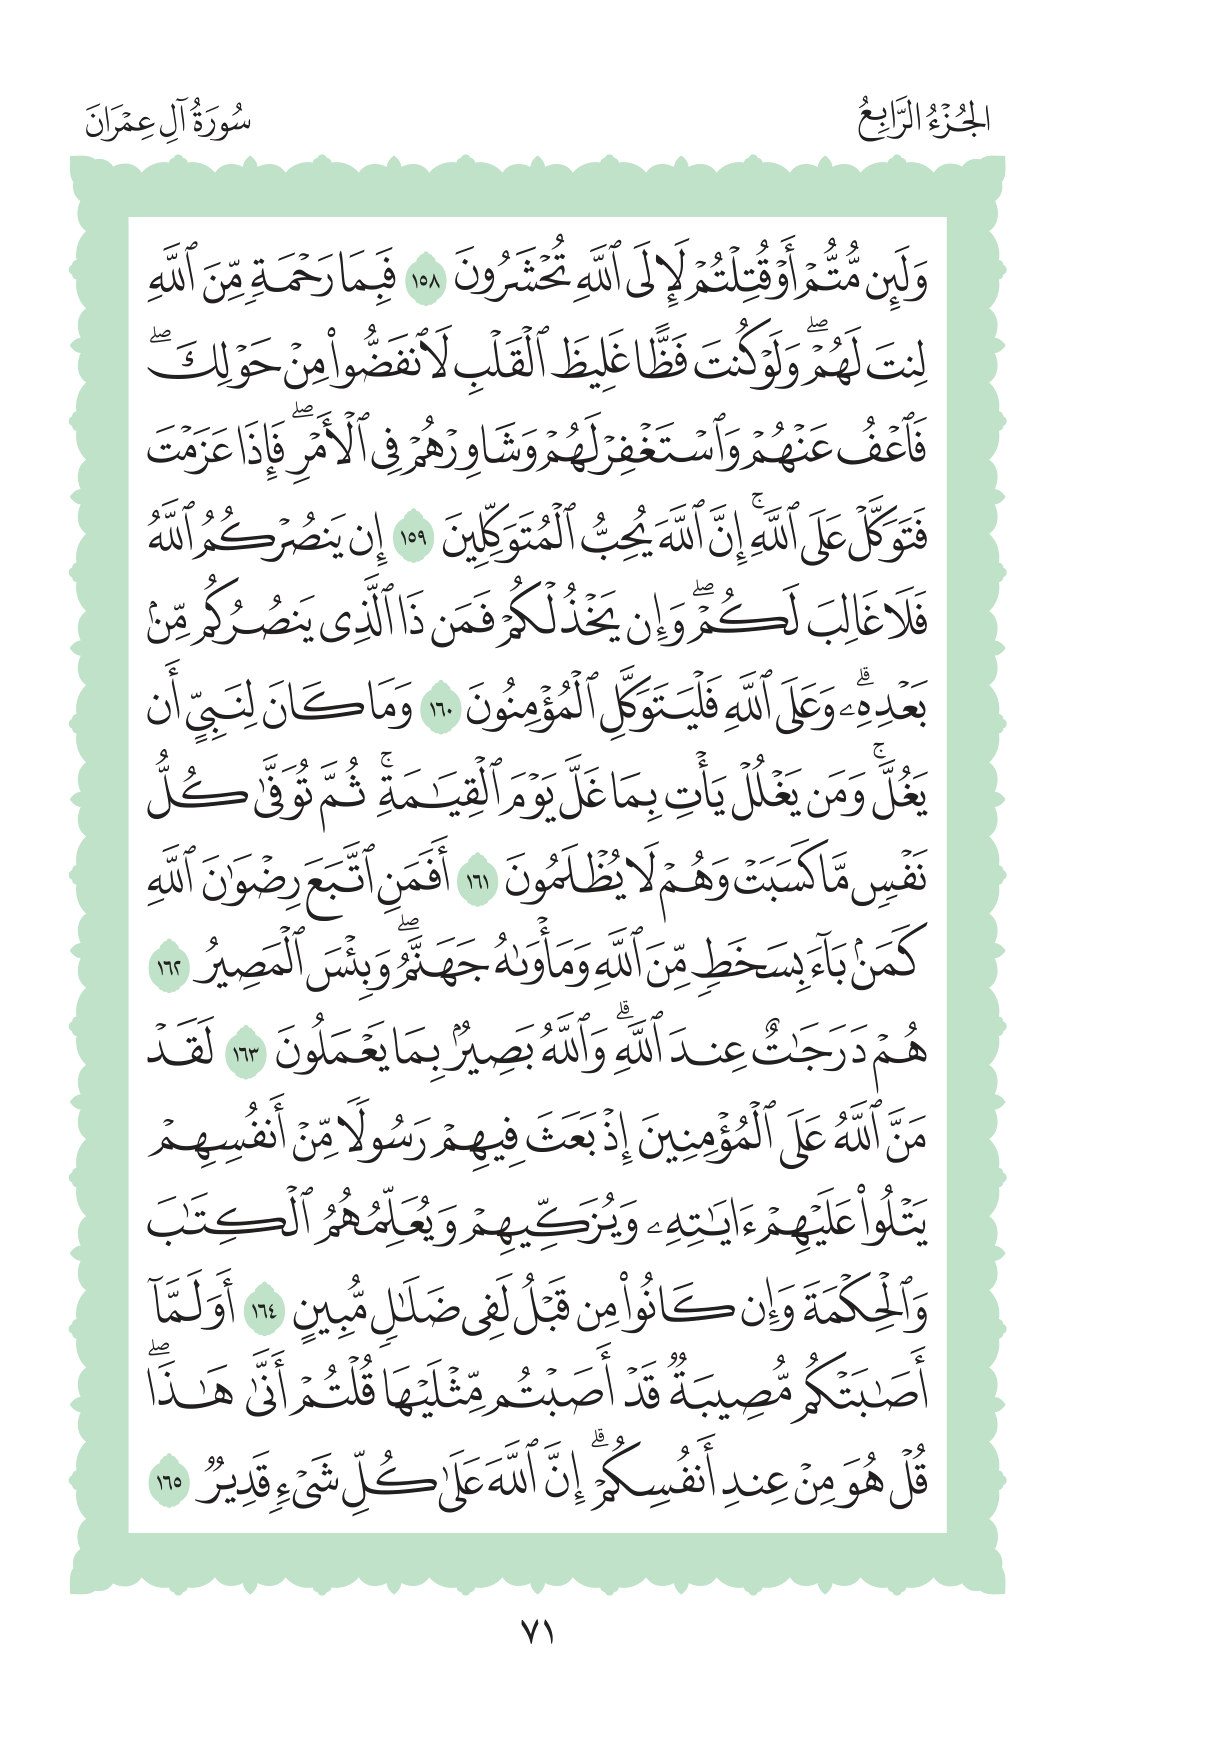 الجُزْءُ الرَّابِعُ
سُورَةُ آلِ عِمْرَانَ
وَلَئِن مُّتُّمْ أَوْ قُتِلْتُمْ لَإِلَى ٱللَّهِ تُحْشَرُونَ ١٥٨ فَبِمَا رَحْمَةٍ مِّنَ ٱللَّهِ
لِنتَ لَهُمْۖ وَلَوْ كُنتَ فَظًّا غَلِيظَ ٱلْقَلْبِ لَٱنفَضُّوا۟ مِنْ حَوْلِكَۖ
فَٱعْفُ عَنْهُمْ وَٱسْتَغْفِرْ لَهُمْ وَشَاوِرْهُمْ فِى ٱلْأَمْرِۖ فَإِذَا عَزَمْتَ
فَتَوَكَّلْ عَلَى ٱللَّهِۚ إِنَّ ٱللَّهَ يُحِبُّ ٱلْمُتَوَكِّلِينَ ١٥٩ إِن يَنصُرْكُمُ ٱللَّهُ
فَلَا غَالِبَ لَكُمْۖ وَإِن يَخْذُلْكُمْ فَمَن ذَا ٱلَّذِى يَنصُرُكُم مِّنۢ
بَعْدِهِۦۗ وَعَلَى ٱللَّهِ فَلْيَتَوَكَّلِ ٱلْمُؤْمِنُونَ ١٦٠ وَمَا كَانَ لِنَبِىٍّ أَن
يَغُلَّۚ وَمَن يَغْلُلْ يَأْتِ بِمَا غَلَّ يَوْمَ ٱلْقِيَـٰمَةِۚ ثُمَّ تُوَفَّىٰ كُلُّ
نَفْسٍ مَّا كَسَبَتْ وَهُمْ لَا يُظْلَمُونَ ١٦١ أَفَمَنِ ٱتَّبَعَ رِضْوَٰنَ ٱللَّهِ
كَمَنۢ بَآءَ بِسَخَطٍ مِّنَ ٱللَّهِ وَمَأْوَىٰهُ جَهَنَّمُۖ وَبِئْسَ ٱلْمَصِيرُ ١٦٢
هُمْ دَرَجَـٰتٌ عِندَ ٱللَّهِۗ وَٱللَّهُ بَصِيرٌۢ بِمَا يَعْمَلُونَ ١٦٣ لَقَدْ
مَنَّ ٱللَّهُ عَلَى ٱلْمُؤْمِنِينَ إِذْ بَعَثَ فِيهِمْ رَسُولًا مِّنْ أَنفُسِهِمْ
يَتْلُوا۟ عَلَيْهِمْ ءَايَـٰتِهِۦ وَيُزَكِّيهِمْ وَيُعَلِّمُهُمُ ٱلْكِتَـٰبَ
وَٱلْحِكْمَةَ وَإِن كَانُوا۟ مِن قَبْلُ لَفِى ضَلَـٰلٍ مُّبِينٍ ١٦٤ أَوَلَمَّآ
أَصَـٰبَتْكُم مُّصِيبَةٌ قَدْ أَصَبْتُم مِّثْلَيْهَا قُلْتُمْ أَنَّىٰ هَـٰذَاۖ
قُلْ هُوَ مِنْ عِندِ أَنفُسِكُمْۗ إِنَّ ٱللَّهَ عَلَىٰ كُلِّ شَىْءٍ قَدِيرٌ ١٦٥
٧١